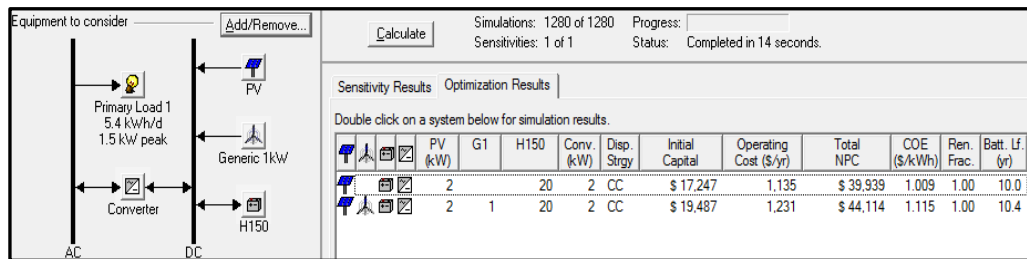 Equipment to consider
Add/Remove...
Primary Load 1
5.4 kWh/d
1.5 kW peak
PV
Generic 1kW
Converter
H150
AC
DC
Calculate
Simulations: 1280 of 1280
Progress:
Sensitivities: 1 of 1
Status: Completed in 14 seconds.
Sensitivity Results Optimization Results
Double click on a system below for simulation results.
PV (kW) G1 H150 Conv. (kW) Disp. Strgy Initial Capital Operating Cost ($/yr) Total NPC COE ($/kWh) Ren. Frac. Batt. Lf. (yr)
2 20 2 CC $ 17,247 1,135 $ 39,939 1.009 1.00 10.0
2 1 20 2 CC $ 19,487 1,231 $ 44,114 1.115 1.00 10.4